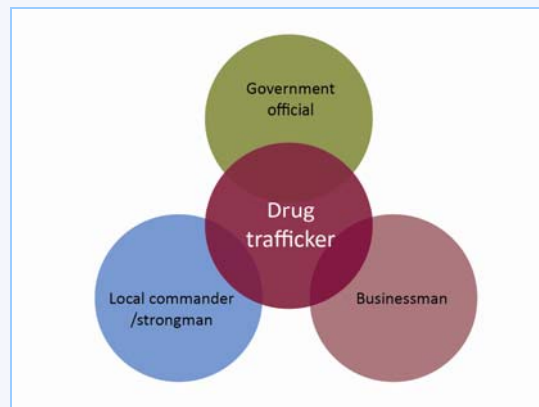 Government
official
Drug
trafficker
Local commander
/strongman
Businessman